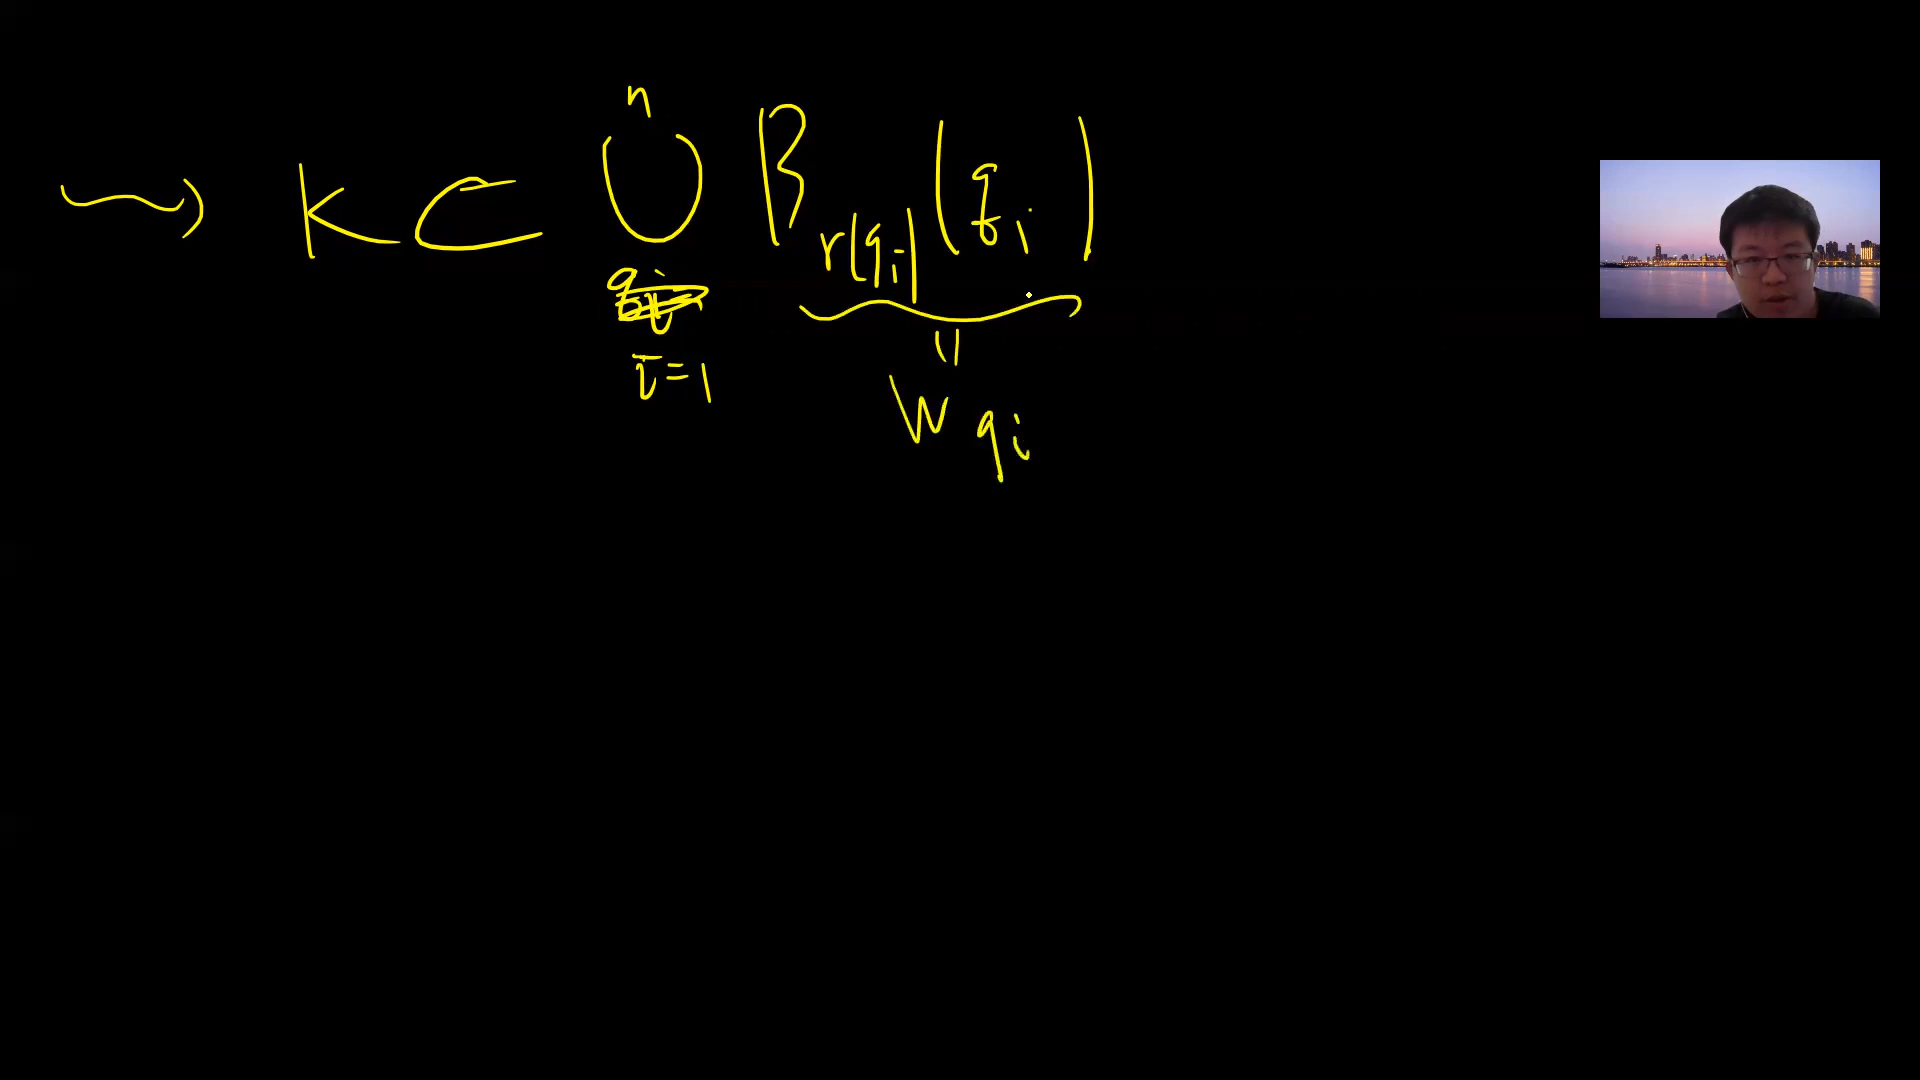 n
⇝ K ⊂ ∪ B_{r(q_i)} (q_i)
i=1
||
W_{q_i}